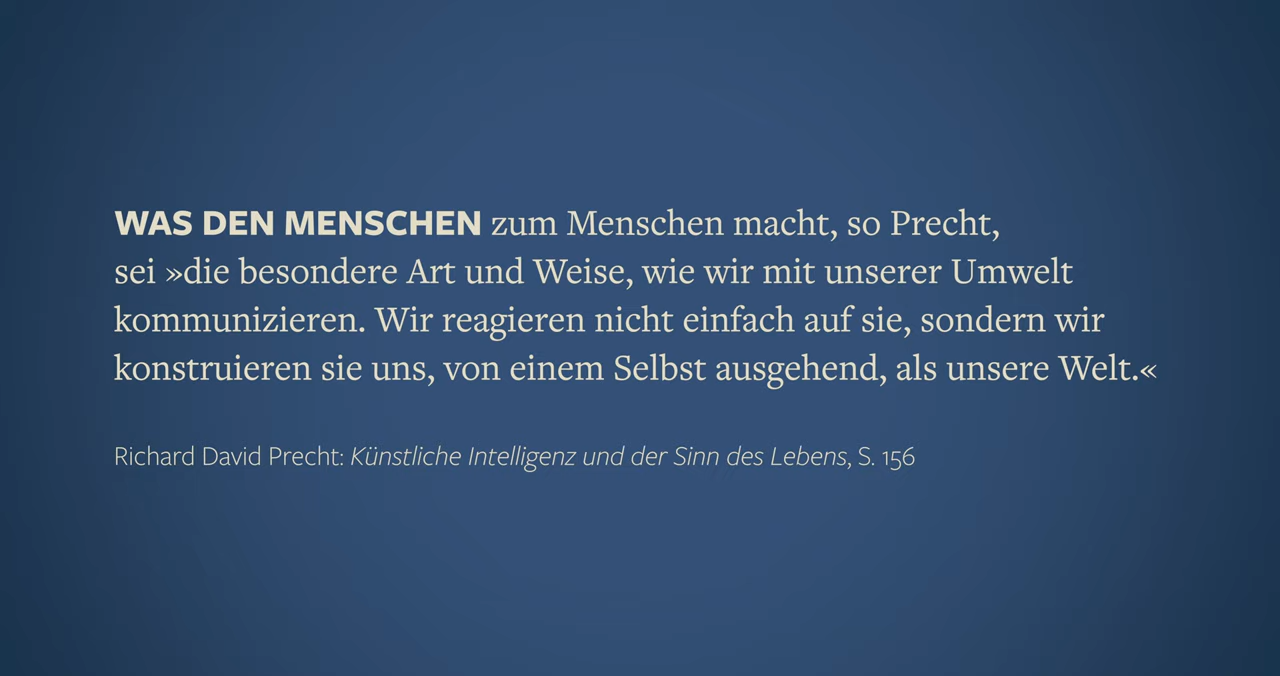 WAS DEN MENSCHEN zum Menschen macht, so Precht,
sei »die besondere Art und Weise, wie wir mit unserer Umwelt
kommunizieren. Wir reagieren nicht einfach auf sie, sondern wir
konstruieren sie uns, von einem Selbst ausgehend, als unsere Welt.«
Richard David Precht: Künstliche Intelligenz und der Sinn des Lebens, S. 156